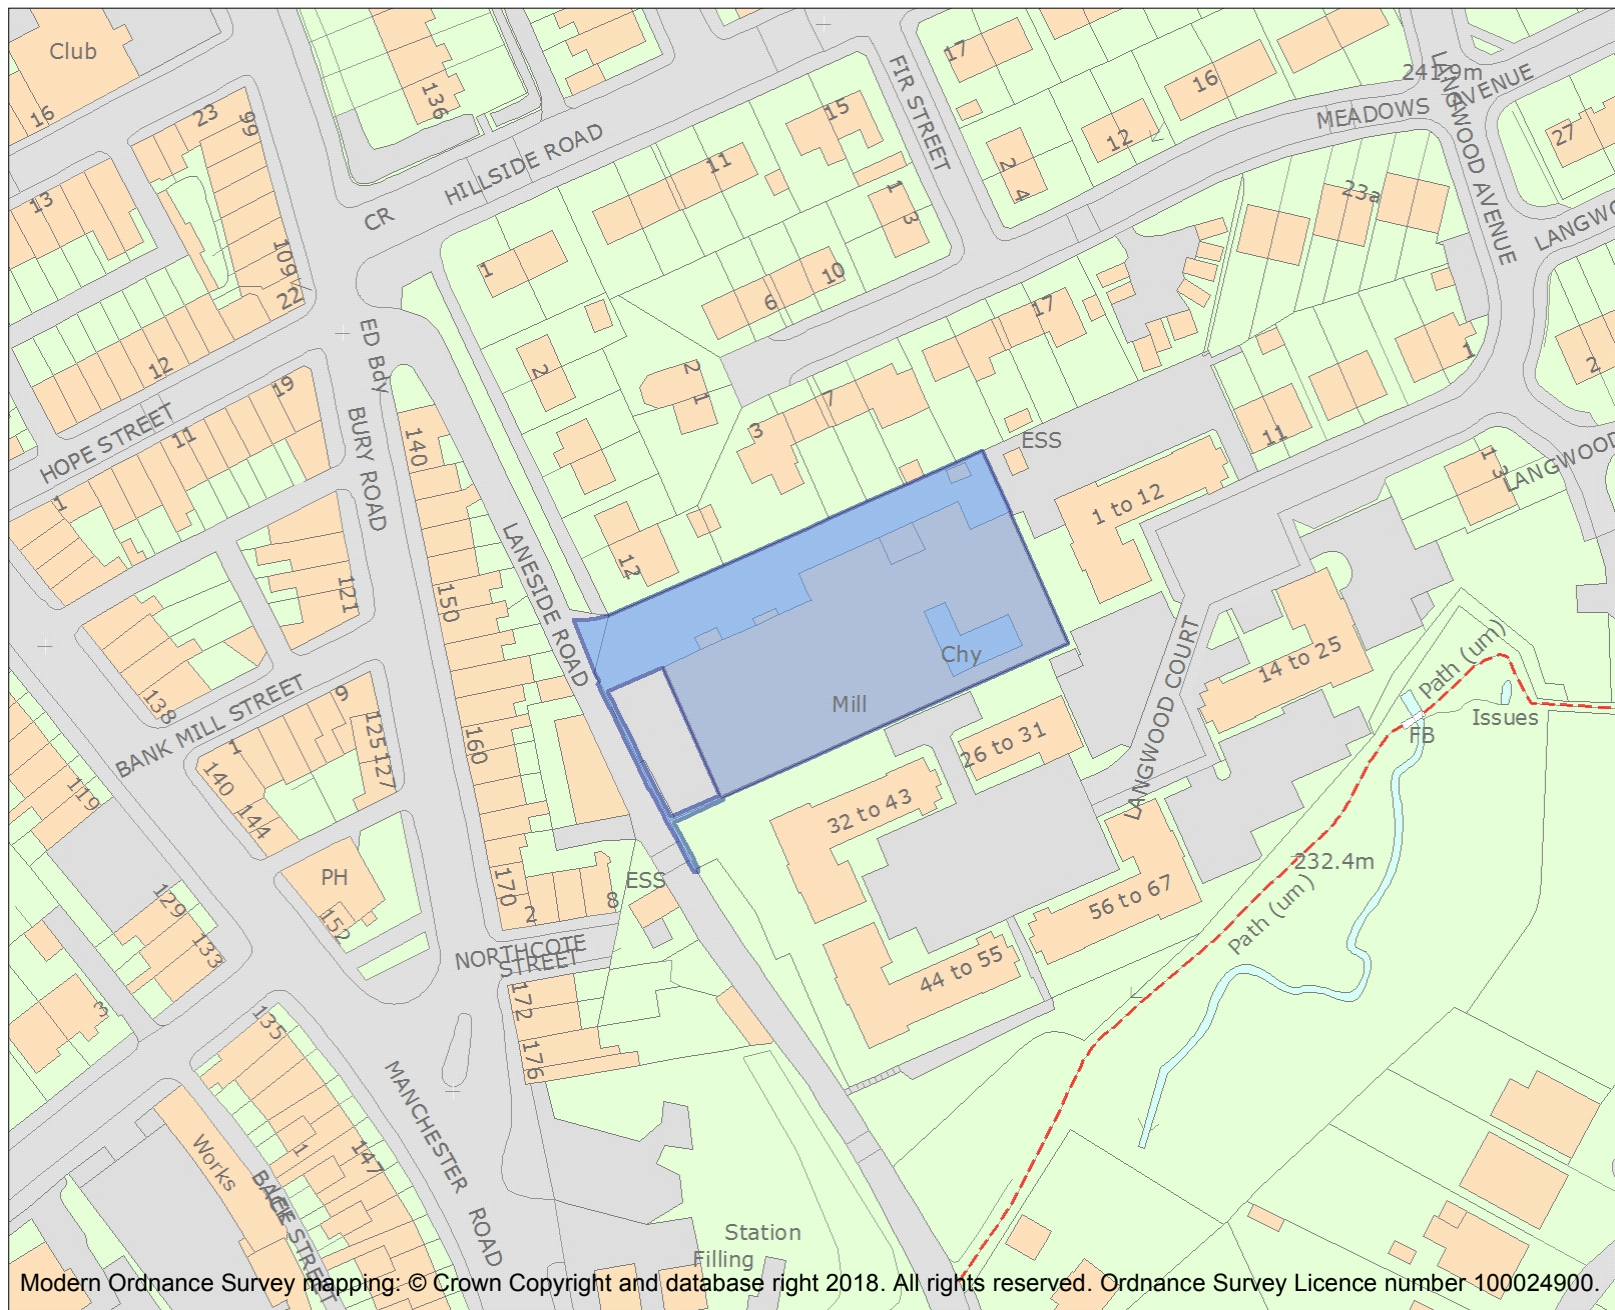 Club
16
23
99
13
136
CR
HILLSIDE ROAD
FIR STREET
17
15
11
1
3
2
4
12
16
241.9m
MEADOWS AVENUE
LANGWOOD AVENUE
27
23a
LANGWO
109
22
12
1
6
10
17
ED Bdy
2
2
1
7
3
1
2
11
HOPE STREET
19
11
1
BURY ROAD
140
ESS
1 to 12
1
3
LANGWOOD
LANESIDE ROAD
12
121
150
138
BANK MILL STREET
9
1
125
127
160
Chy
Mill
LANGWOOD COURT
14 to 25
Path (um)
Issues
FB
26 to 31
119
140
144
32 to 43
232.4m
PH
152
129
133
170
2
8
ESS
56 to 67
Path (um)
NORTHCOTE
STREET
44 to 55
3
172
176
135
MANCHESTER ROAD
Works
1
147
BACK STREET
Station
Filling
Modern Ordnance Survey mapping: © Crown Copyright and database right 2018. All rights reserved. Ordnance Survey Licence number 100024900.